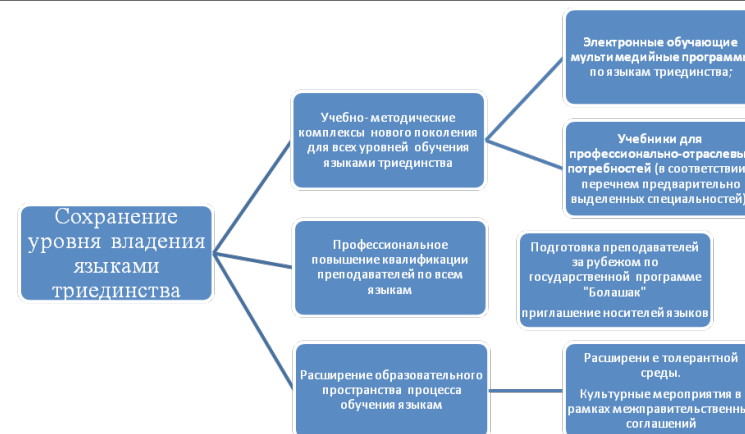 Сохранение
уровня владения
языками
триединства
Учебно- методические
комплексы нового поколения
для всех уровней обучения
языками триединства
Электронные обучающие
мульти медийные программ
по языкам триединства;
Учебники для
профессионально-отраслевы
потребностей (в соответствии
перечнем предварительно
выделенных специальностей)
Профессиональное
повышение квалификации
преподавателей по всем
языкам
Подготовка преподавателей
за рубежом по
государственной программе
"Болашак"
приглашение носителей языков
Расширение образовательного
пространства процесса
обучения языкам
Расширени е толерантной
среды.
Культурные мероприятия в
рамках межправительственны
соглашений